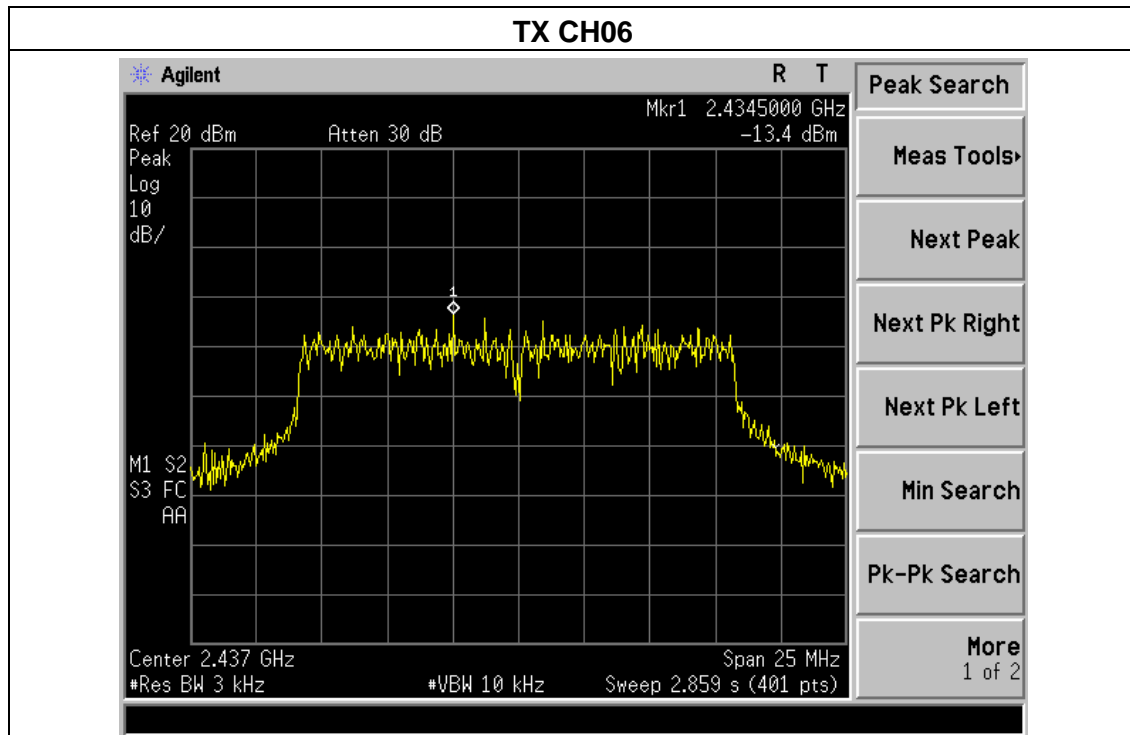 TX CH06
Agilent R T
Mkr1 2.4345000 GHz
Ref 20 dBm Atten 30 dB -13.4 dBm
Peak
Log
10
dB/
1
M1 S2
S3 FC
AA
Center 2.437 GHz Span 25 MHz
#Res BW 3 kHz #VBW 10 kHz Sweep 2.859 s (401 pts)
Peak Search
Meas Tools
Next Peak
Next Pk Right
Next Pk Left
Min Search
Pk-Pk Search
More
1 of 2